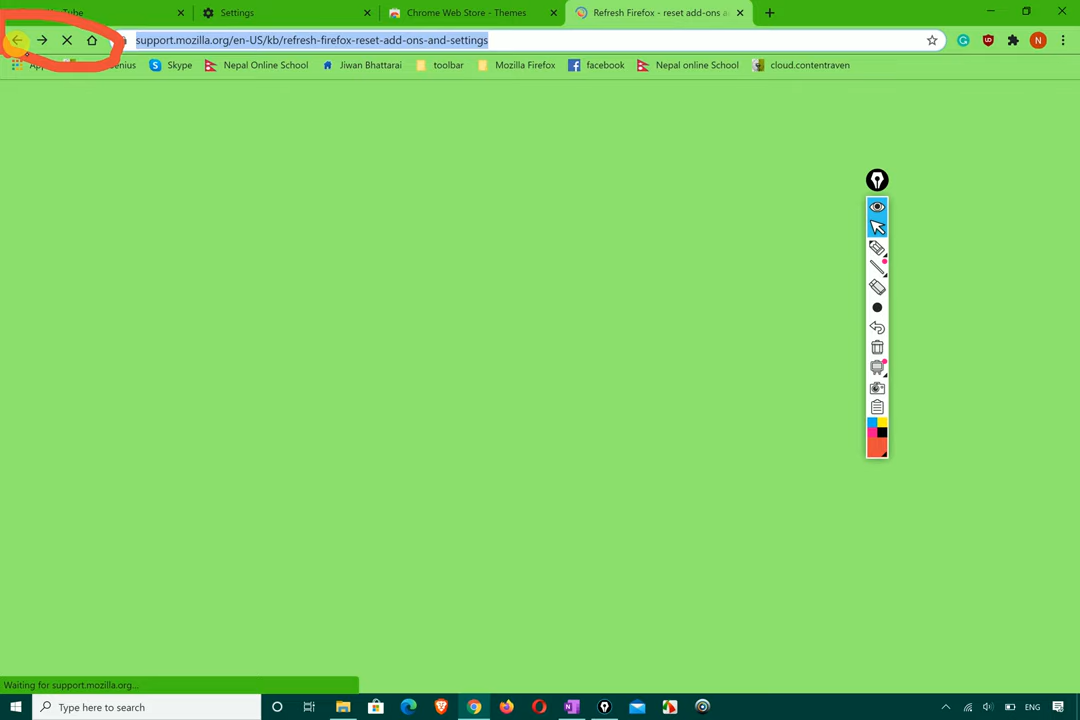 Tube
Settings
Chrome Web Store - Themes
Refresh Firefox - reset add-ons a
support.mozilla.org/en-US/kb/refresh-firefox-reset-add-ons-and-settings
N
Skype
Nepal Online School
Jiwan Bhattarai
toolbar
Mozilla Firefox
facebook
Nepal online School
cloud.contentraven
Waiting for support.mozilla.org...
Type here to search
ENG